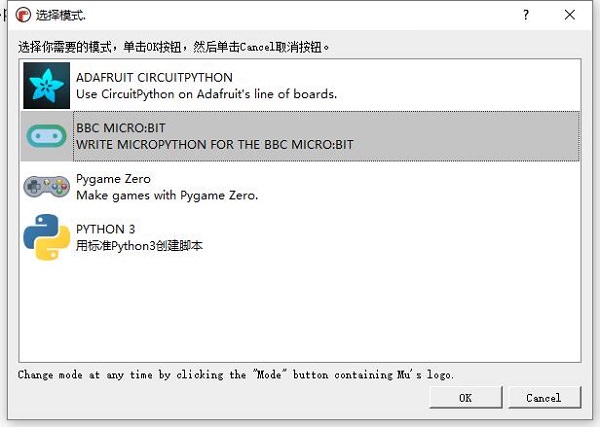 选择模式.
?
选择你需要的模式，单击OK按钮，然后单击Cancel取消按钮。
ADAFRUIT CIRCUITPYTHON
Use CircuitPython on Adafruit's line of boards.
BBC MICRO:BIT
WRITE MICROPYTHON FOR THE BBC MICRO:BIT
Pygame Zero
Make games with Pygame Zero.
PYTHON 3
用标准Python3创建脚本
Change mode at any time by clicking the "Mode" button containing Mu's logo.
OK
Cancel